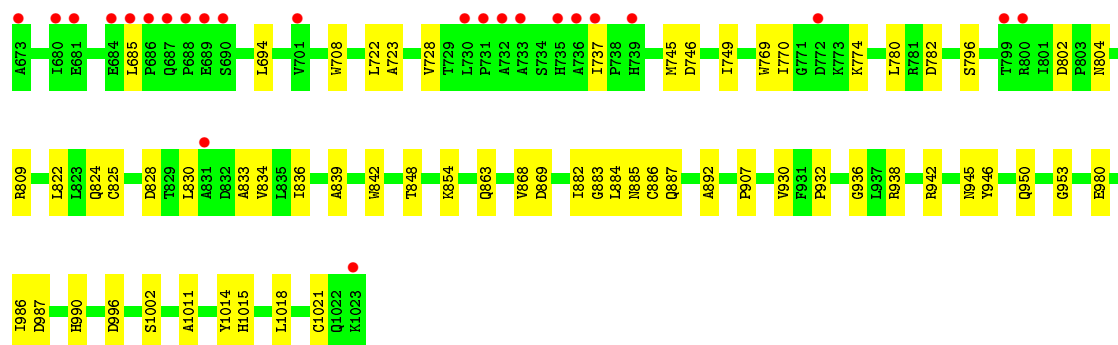 A673 I680 E681 E684 L685 P686 Q687 P688 E689 S690 L694 V701 W708 L722 A723 V728 T729 L730 P731 A732 A733 S734 H735 A736 I737 P738 H739 M745 D746 I749 W769 I770 G771 D772 K773 K774 L780 R781 D782 S796 T799 R800 I801 D802 P803 N804
R809 L822 L823 Q824 C825 D828 T829 L830 A831 D832 A833 V834 L835 I836 A839 W842 T848 K854 Q863 V868 D869 I882 G883 L884 N885 C886 Q887 A892 P907 V930 F931 P932 G936 L937 R938 R942 N945 Y946 Q950 G953 E980
I986 D987 H990 D996 S1002 A1011 Y1014 H1015 L1018 C1021 Q1022 K1023